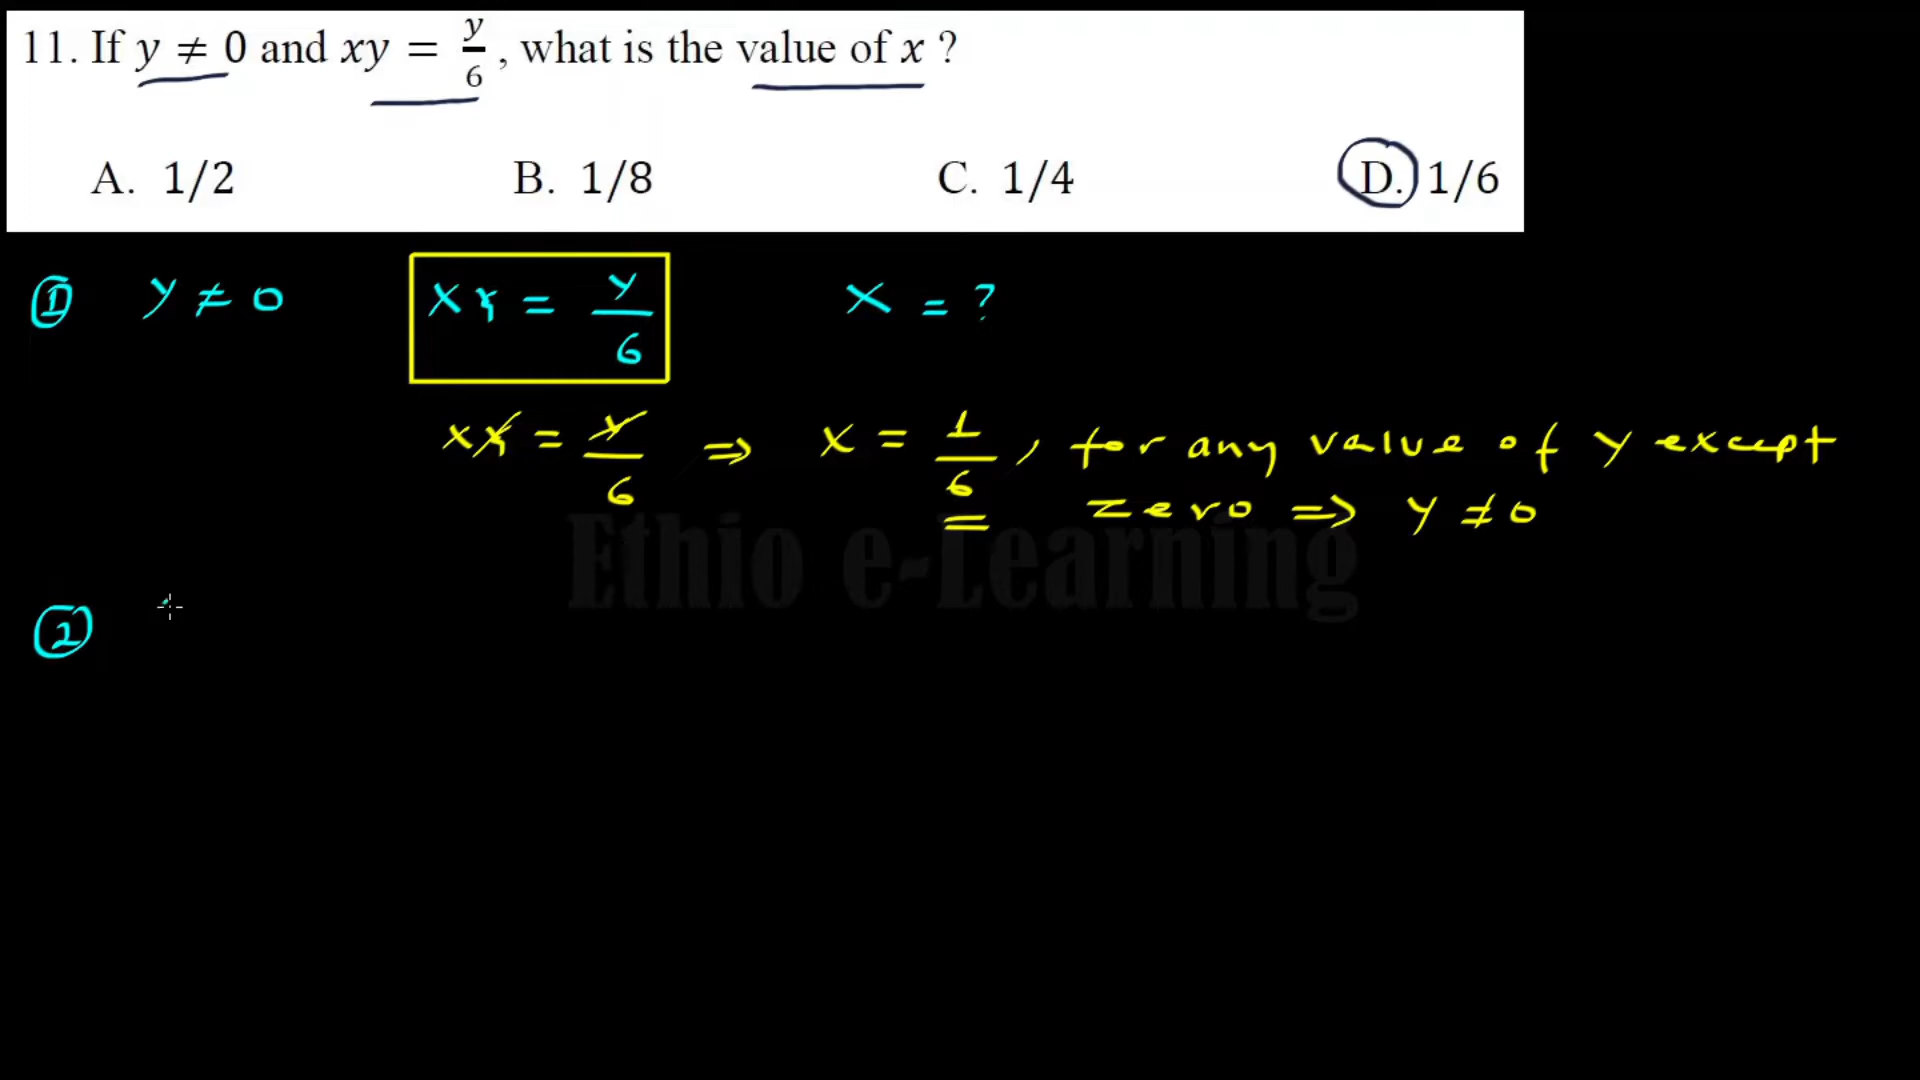 11. If y ≠ 0 and xy = y/6 , what is the value of x ?
A. 1/2 B. 1/8 C. 1/4 D. 1/6
① y ≠ 0 xy = y/6 x = ?
xy = y/6 ⇒ x = 1/6 , for any value of y except
zero ⇒ y ≠ 0
Ethio e-Learning
②